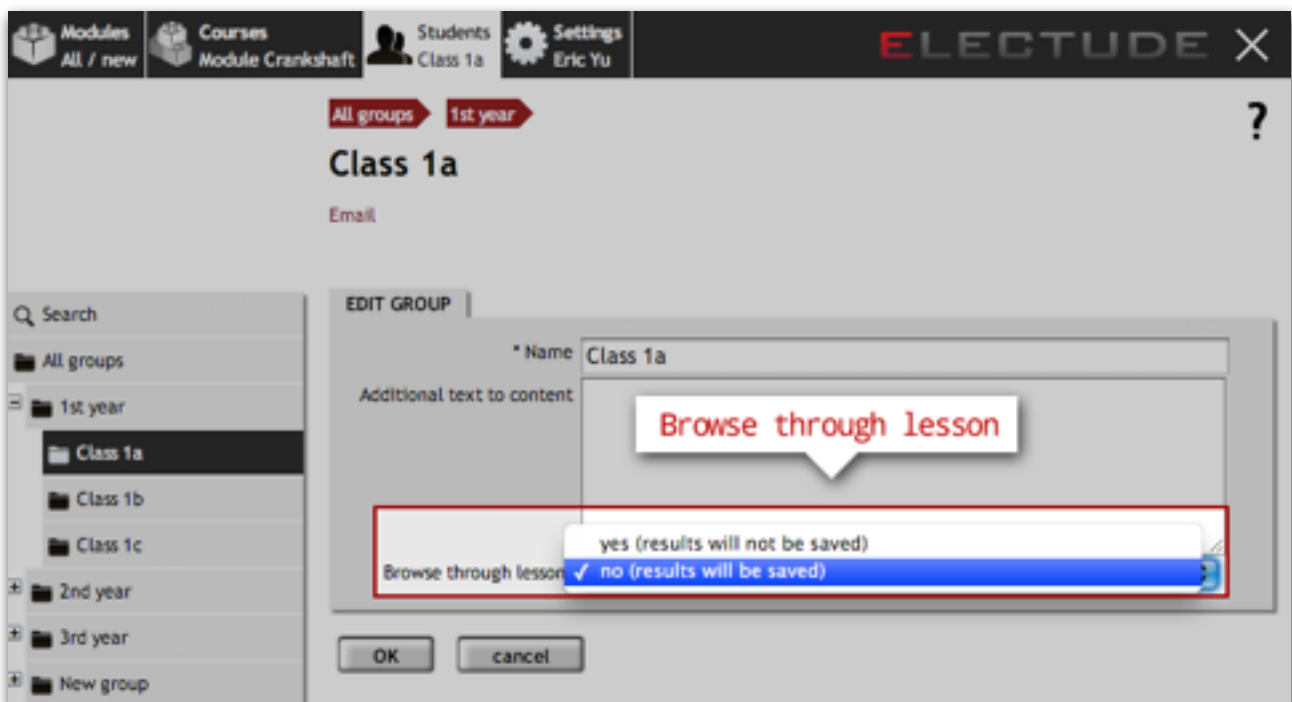 Modules
All / new
Courses
Module Crankshaft
Students
Class 1a
Settings
Eric Yu
ELECTUDE
All groups
1st year
?
Class 1a
Email
Search
All groups
1st year
Class 1a
Class 1b
Class 1c
2nd year
3rd year
New group
EDIT GROUP
* Name Class 1a
Additional text to content
Browse through lesson
yes (results will not be saved)
Browse through lesson ✓ no (results will be saved)
OK cancel